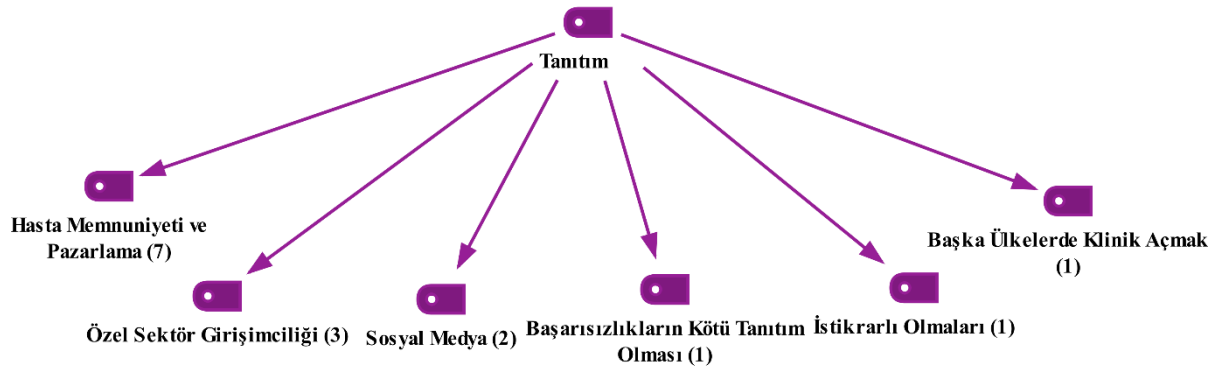 Tanıtım
Hasta Memnuniyeti ve
Pazarlama (7)
Özel Sektör Girişimciliği (3)
Sosyal Medya (2)
Başarısızlıkların Kötü Tanıtım
Olması (1)
İstikrarlı Olmaları (1)
Başka Ülkelerde Klinik Açmak
(1)